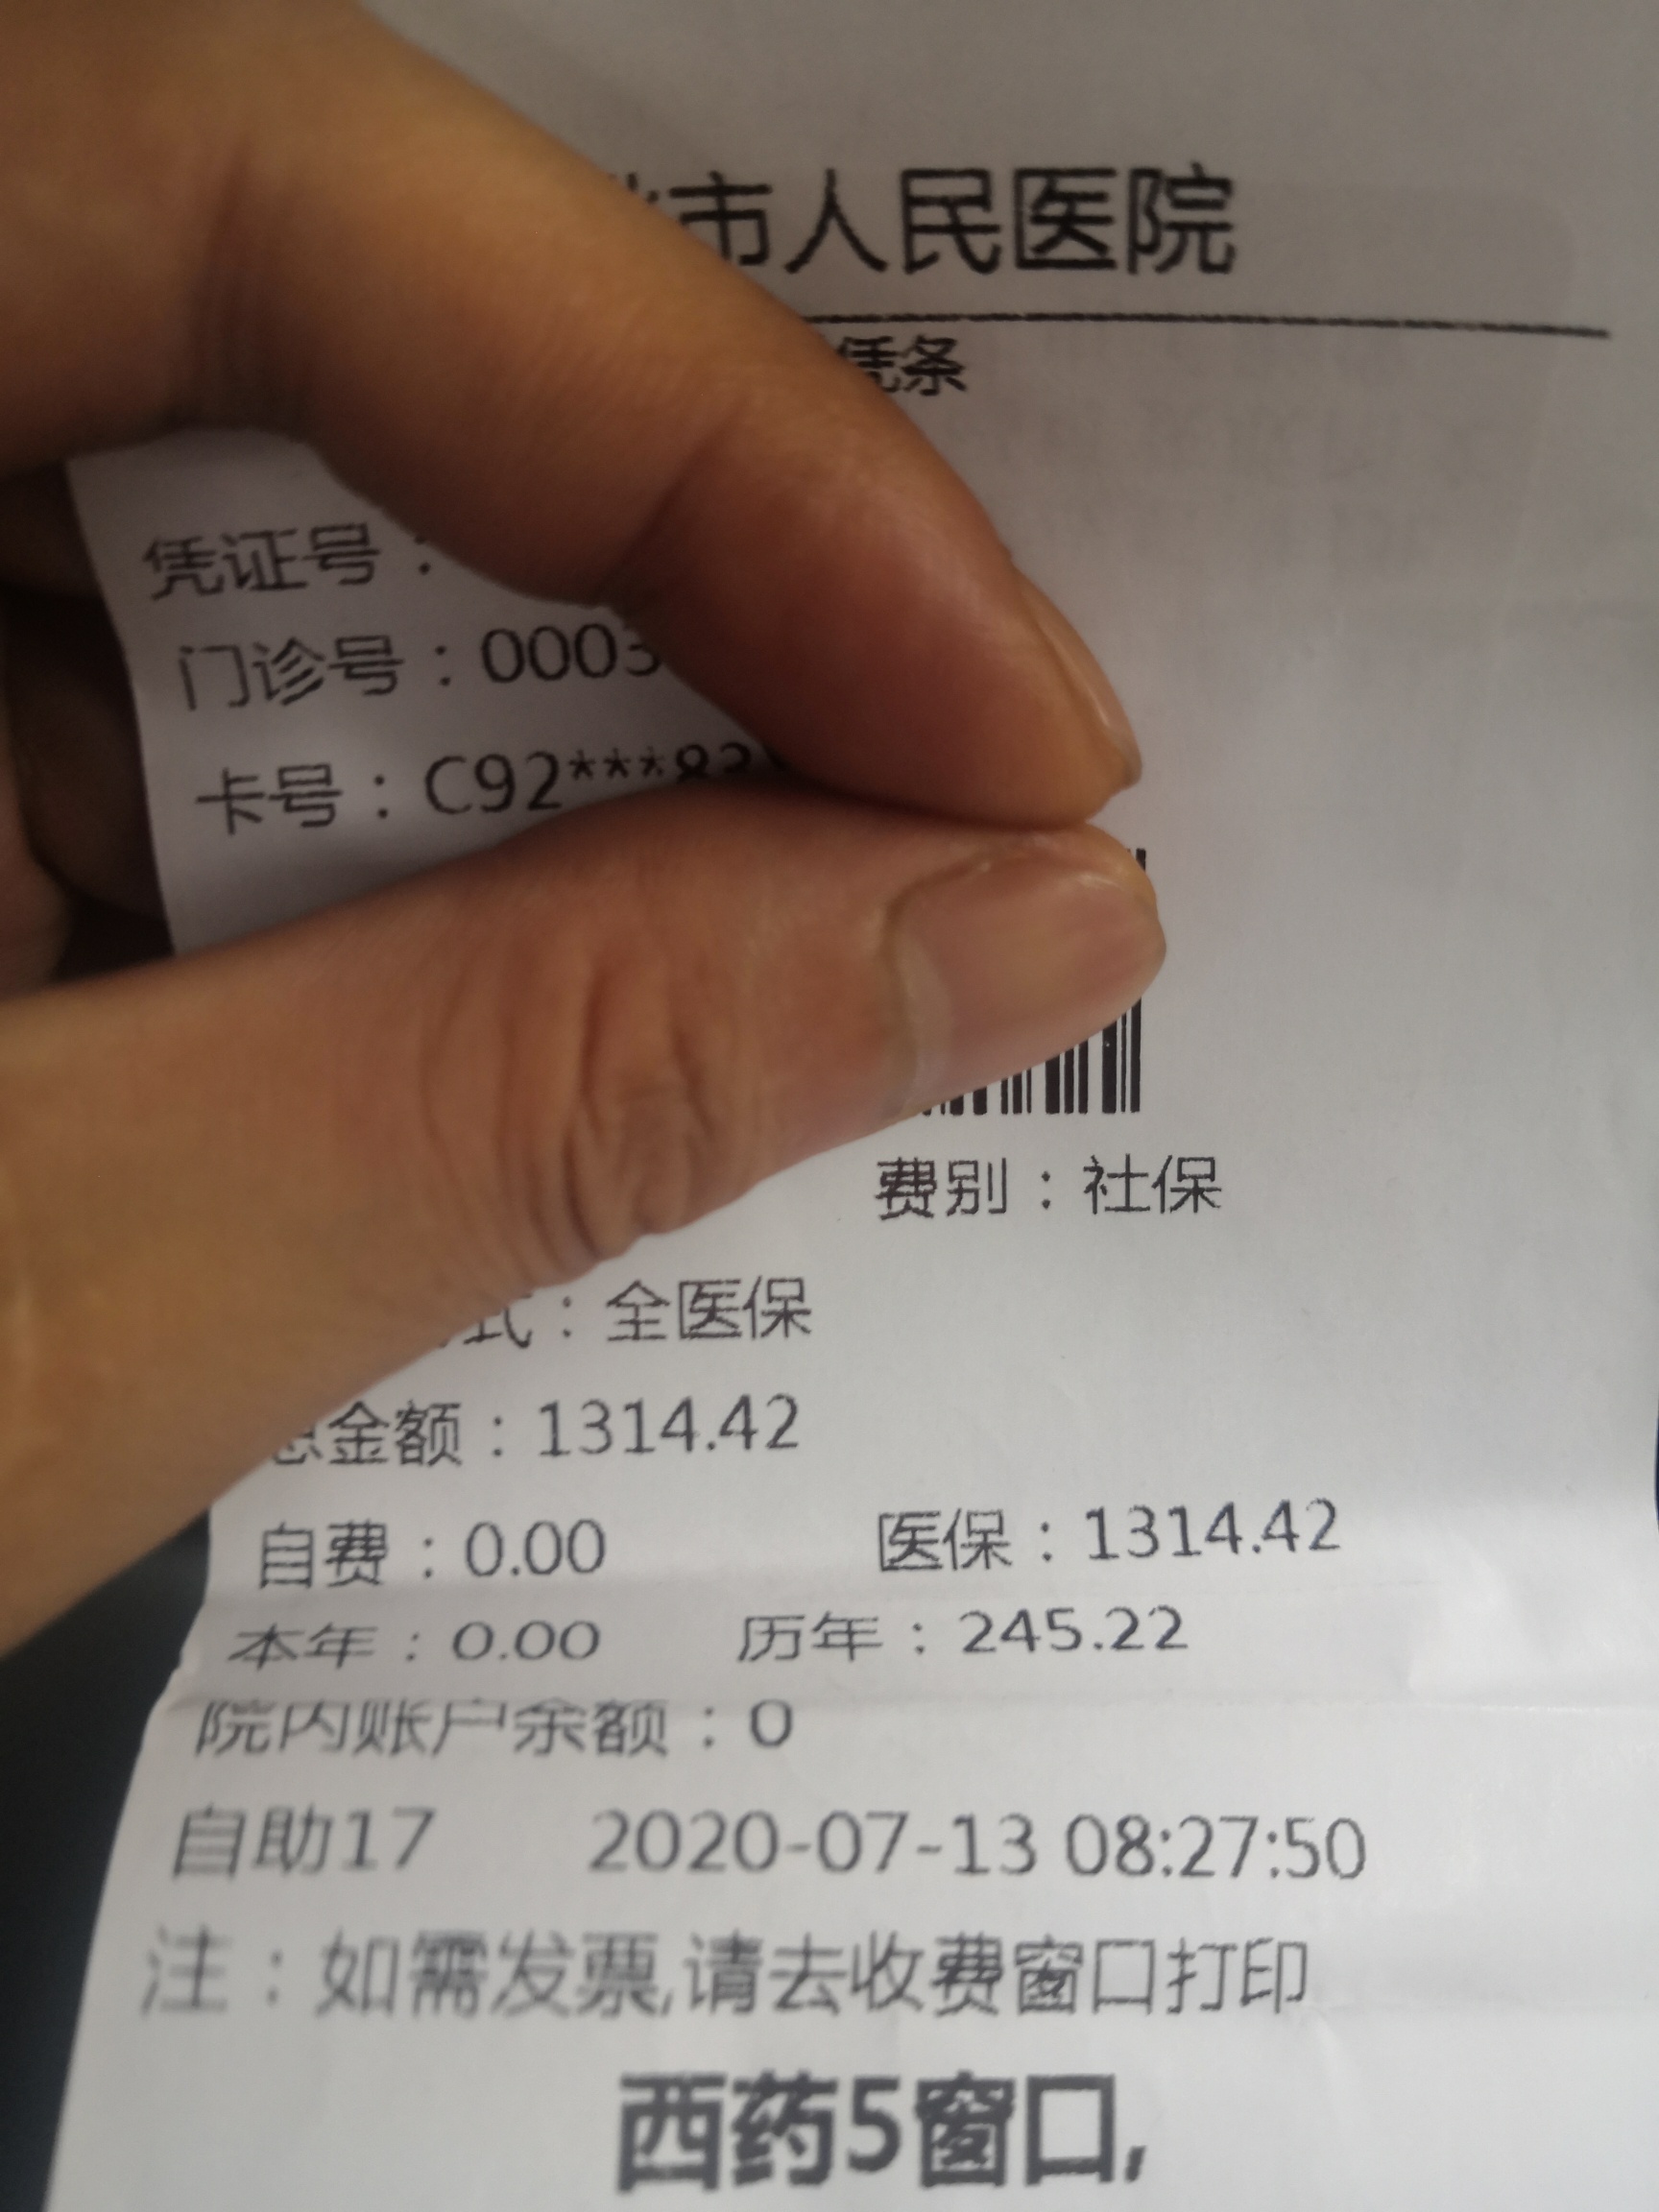 市人民医院
凭条
凭证号：
门诊号：0003
卡号：C92***83
费别：社保
式：全医保
总金额：1314.42
自费：0.00 医保：1314.42
本年：0.00 历年：245.22
院内账户余额：0
自助17 2020-07-13 08:27:50
注：如需发票,请去收费窗口打印
西药5窗口,